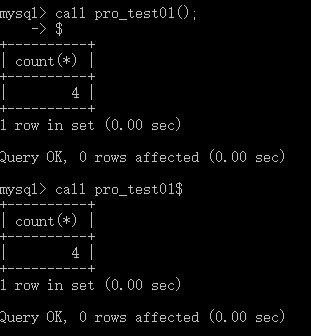 mysql> call pro_test01();
    -> $
+----------+
| count(*) |
+----------+
|        4 |
+----------+
1 row in set (0.00 sec)

Query OK, 0 rows affected (0.00 sec)

mysql> call pro_test01$
+----------+
| count(*) |
+----------+
|        4 |
+----------+
1 row in set (0.00 sec)

Query OK, 0 rows affected (0.00 sec)